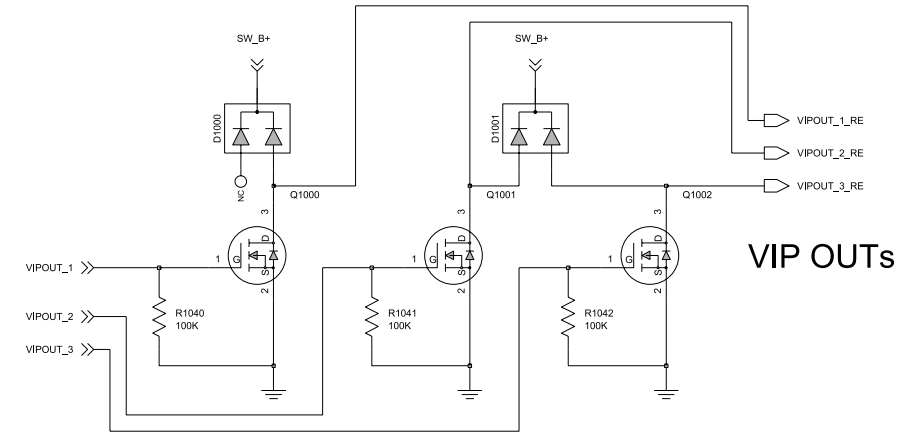 SW_B+
SW_B+
D1000
D1001
VIPOUT_1_RE
VIPOUT_2_RE
VIPOUT_3_RE
NC
Q1000
Q1001
Q1002
3
3
3
D
D
D
VIP OUTs
VIPOUT_1
1
G
1
G
1
G
S
S
S
2
2
2
VIPOUT_2
R1040
100K
R1041
100K
R1042
100K
VIPOUT_3